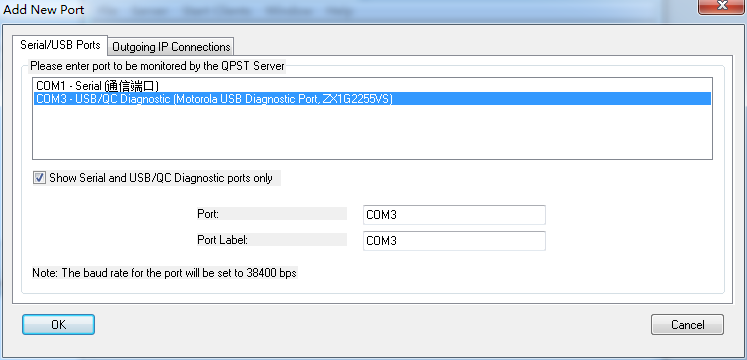 Add New Port
Serial/USB Ports
Outgoing IP Connections
Please enter port to be monitored by the QPST Server
COM1 - Serial (通信端口)
COM3 - USB/QC Diagnostic (Motorola USB Diagnostic Port, ZX1G2255VS)
Show Serial and USB/QC Diagnostic ports only
Port: COM3
Port Label: COM3
Note: The baud rate for the port will be set to 38400 bps
OK Cancel